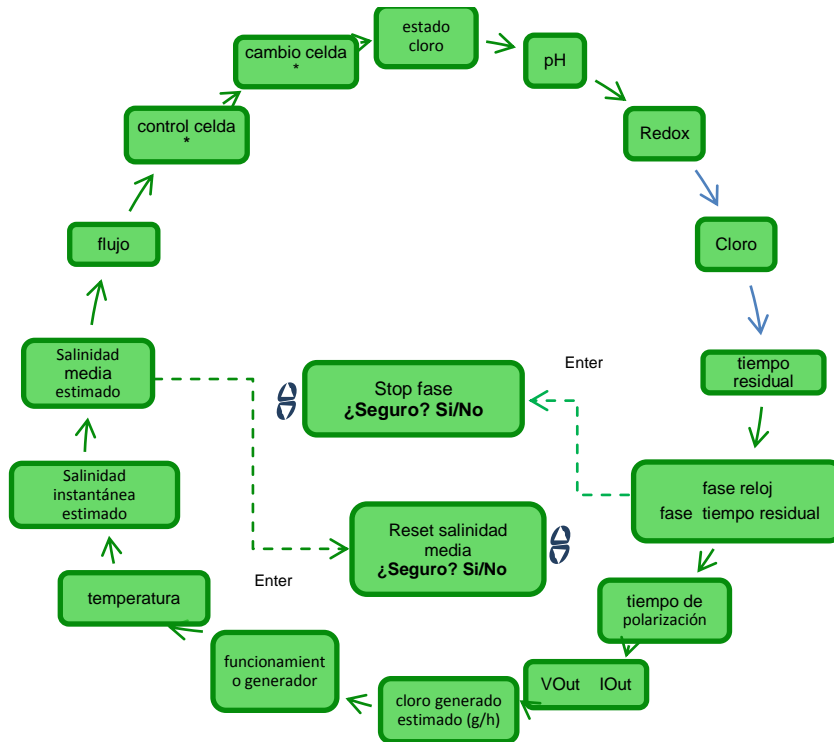 estado
cloro
pH
Redox
Cloro
tiempo
residual
fase reloj
fase tiempo residual
tiempo de
polarización
VOut IOut
cloro generado
estimado (g/h)
funcionamient
o generador
temperatura
Salinidad
instantánea
estimado
Salinidad
media
estimado
flujo
control celda
*
cambio celda
*
Enter
Stop fase
¿Seguro? Si/No
Reset salinidad
media
¿Seguro? Si/No
Enter